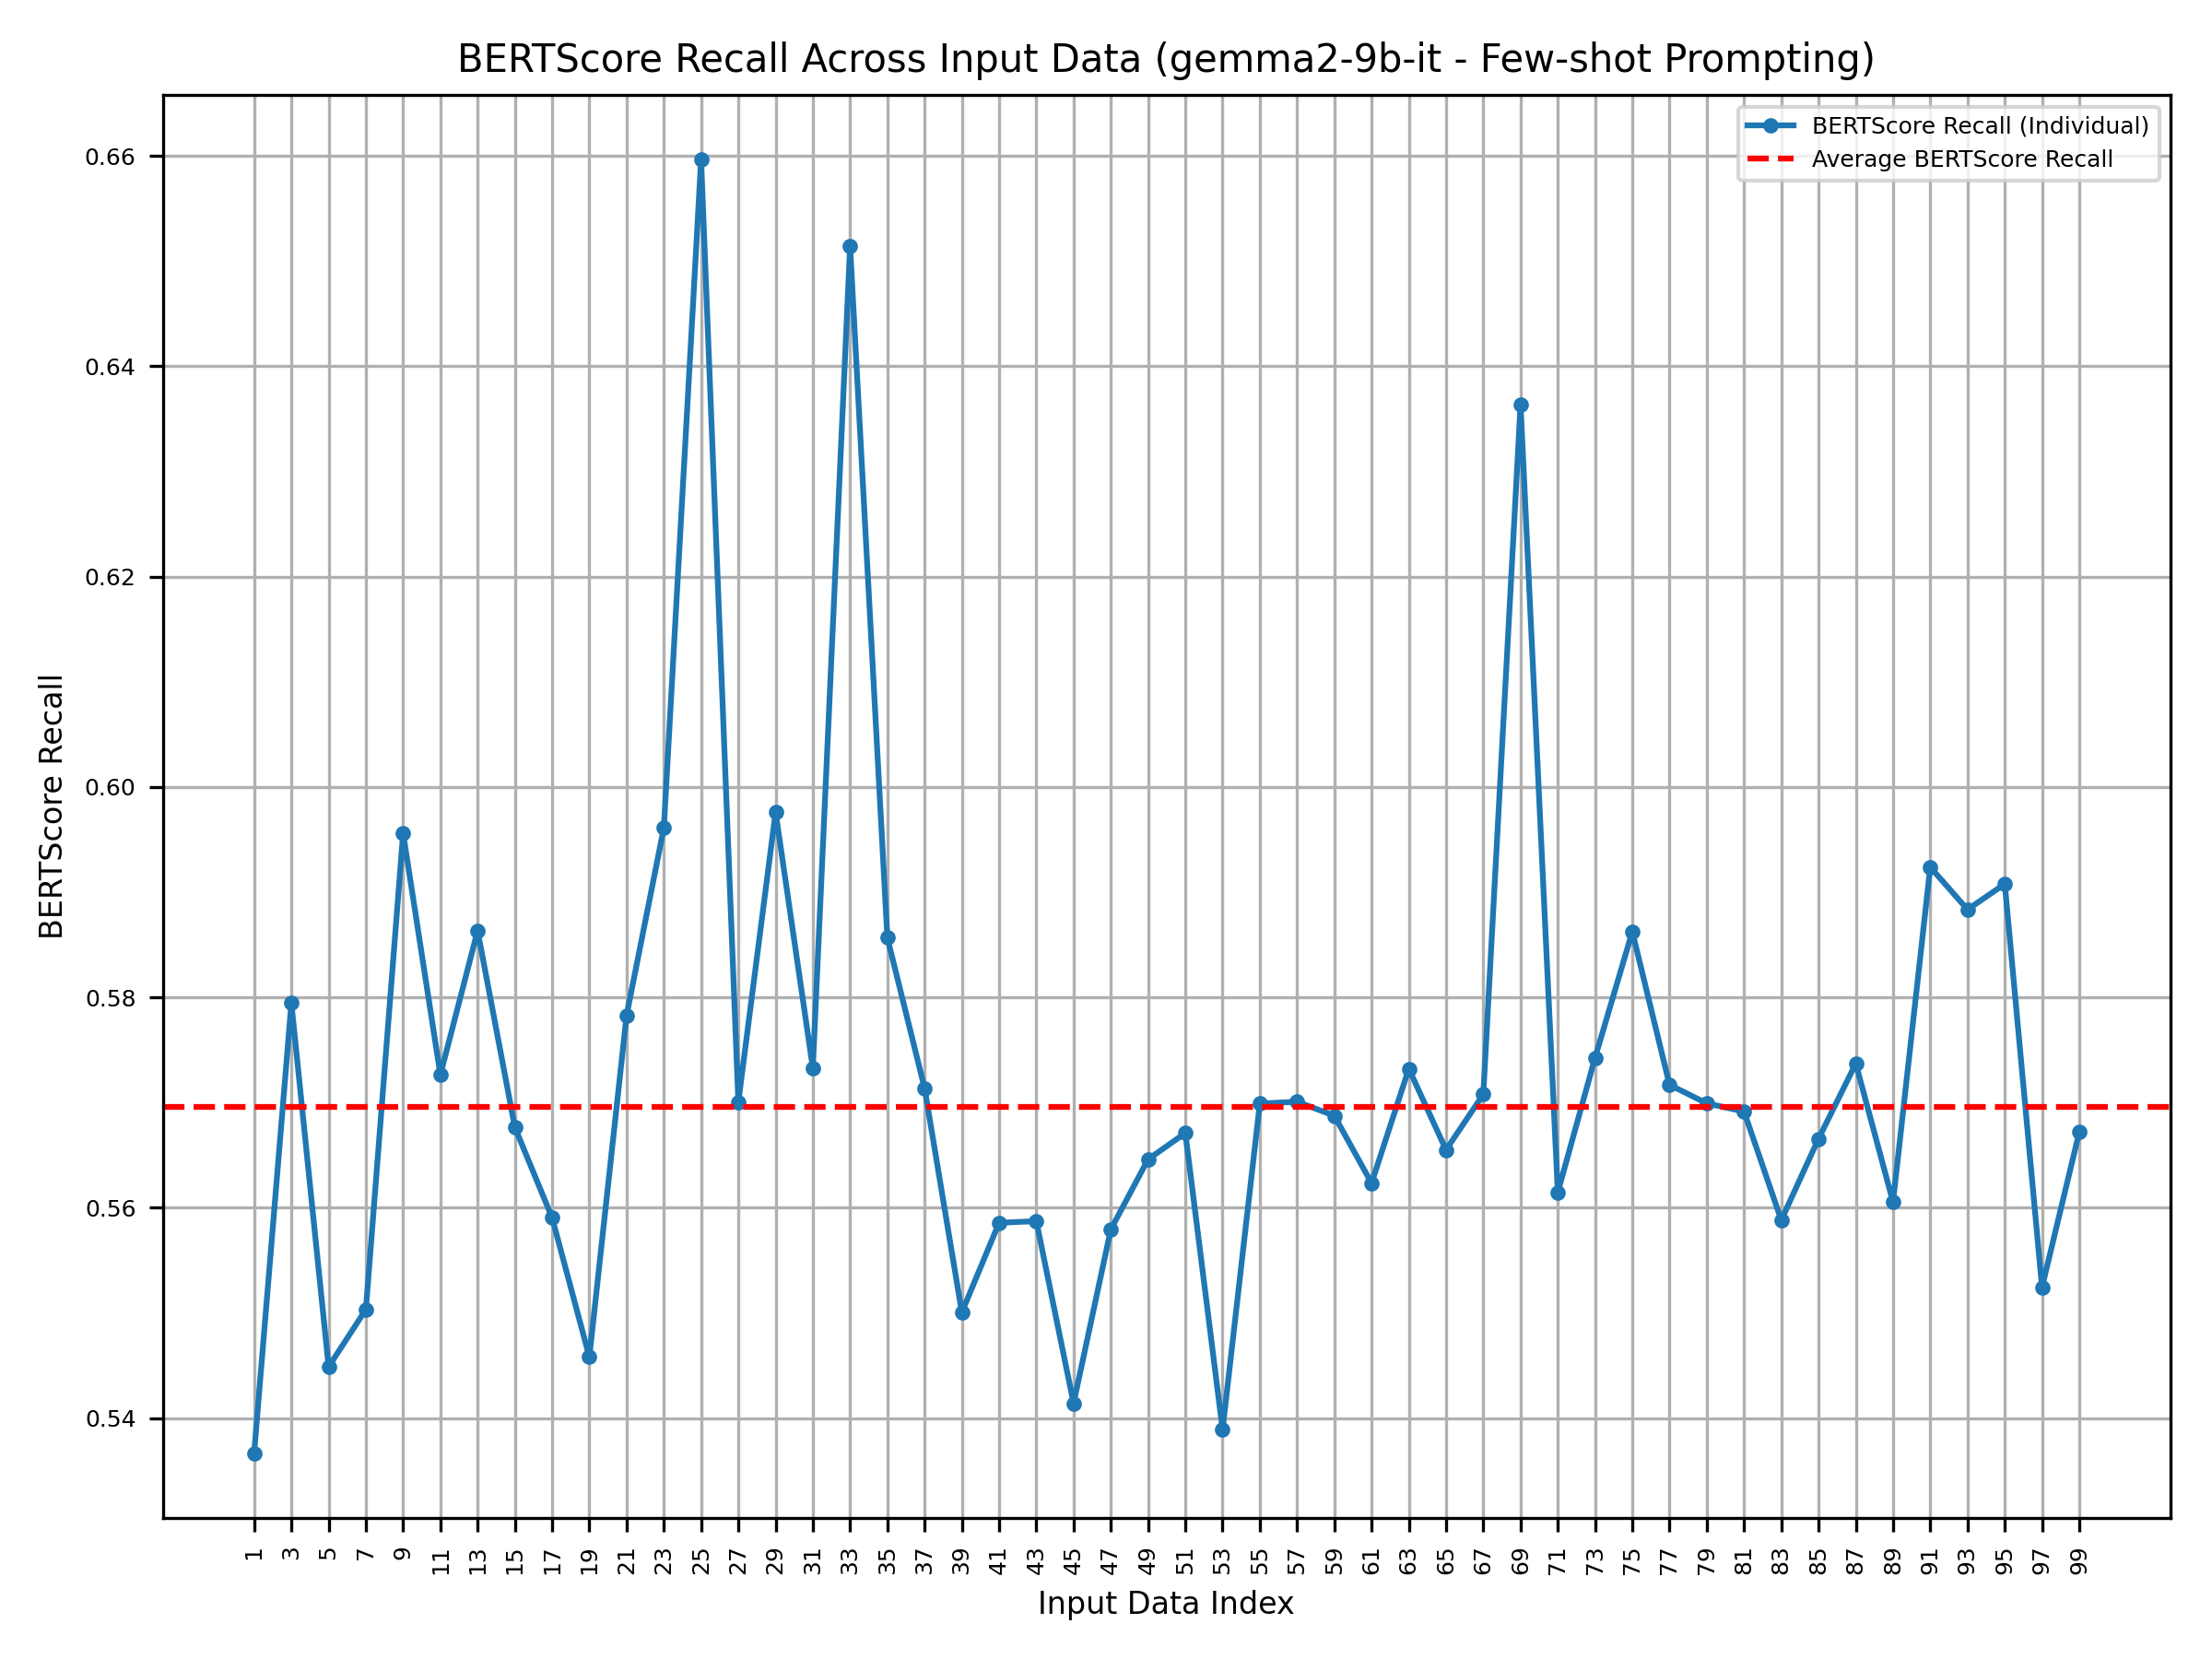 BERTScore Recall Across Input Data (gemma2-9b-it - Few-shot Prompting)
BERTScore Recall (Individual)
Average BERTScore Recall
BERTScore Recall
0.66
0.64
0.62
0.60
0.58
0.56
0.54
1 3 5 7 9 11 13 15 17 19 21 23 25 27 29 31 33 35 37 39 41 43 45 47 49 51 53 55 57 59 61 63 65 67 69 71 73 75 77 79 81 83 85 87 89 91 93 95 97 99
Input Data Index